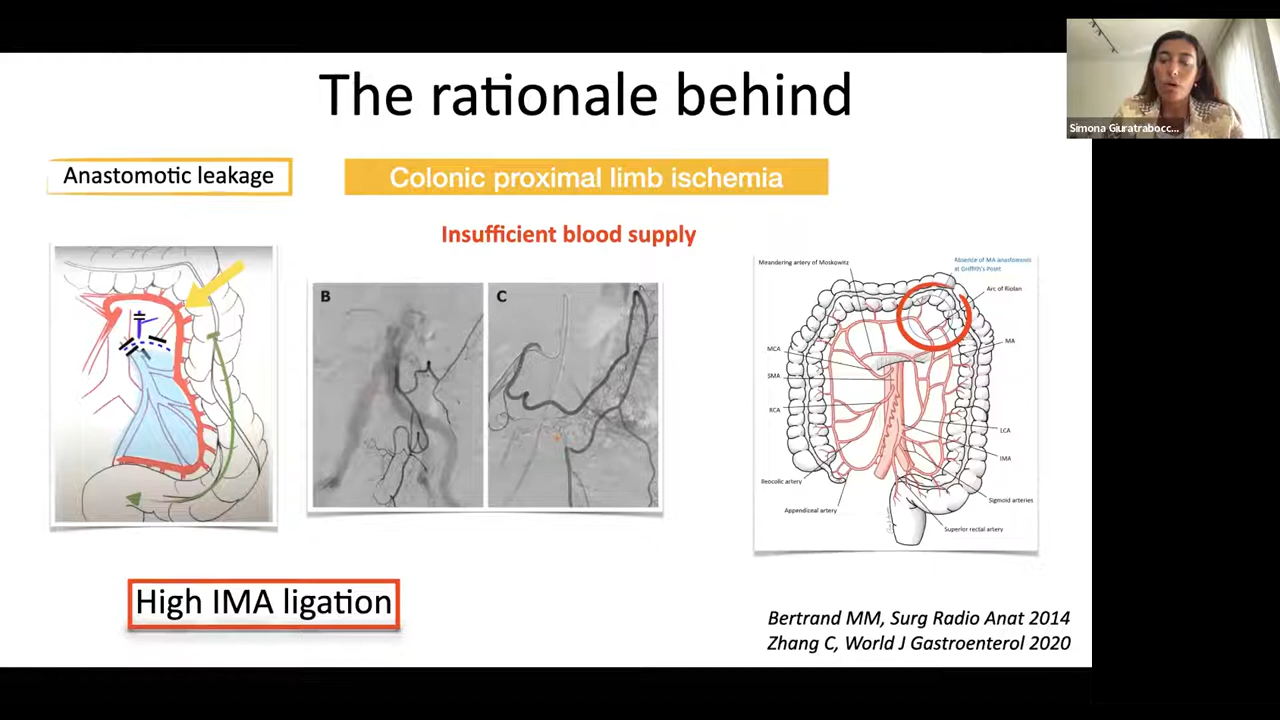 The rationale behind
Simona Giuratrabocc...
Anastomotic leakage
Colonic proximal limb ischemia
Insufficient blood supply
B
C
Meandering artery of Moskowitz
Absence of MA anastomosis
at Griffith's Point
Arc of Riolan
MCA
MA
SMA
RCA
LCA
IMA
Ileocolic artery
Sigmoid arteries
Appendiceal artery
Superior rectal artery
High IMA ligation
Bertrand MM, Surg Radio Anat 2014
Zhang C, World J Gastroenterol 2020